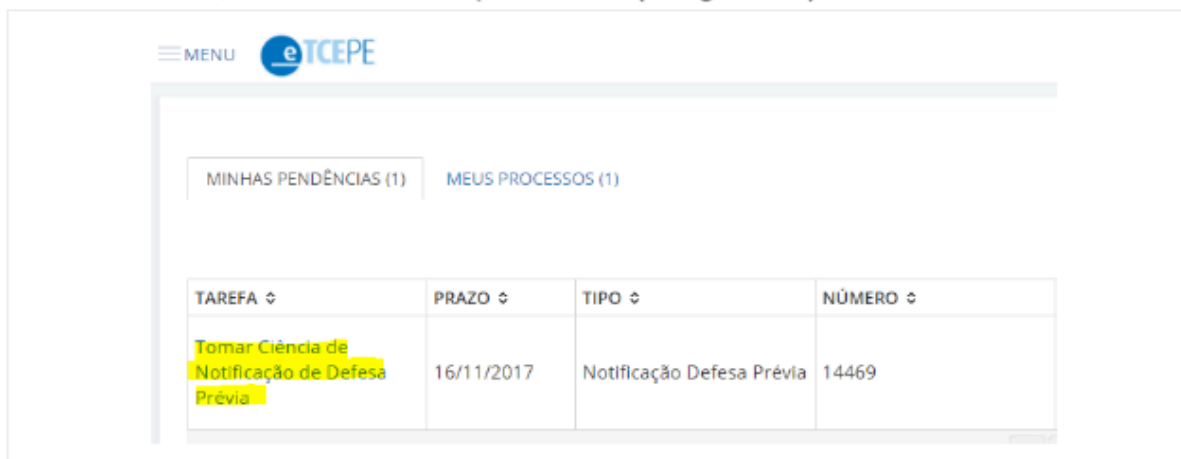 MENU eTCEPE
MINHAS PENDÊNCIAS (1) MEUS PROCESSOS (1)
TAREFA PRAZO TIPO NÚMERO
Tomar Ciência de
Notificação de Defesa
Prévia
16/11/2017 Notificação Defesa Prévia 14469